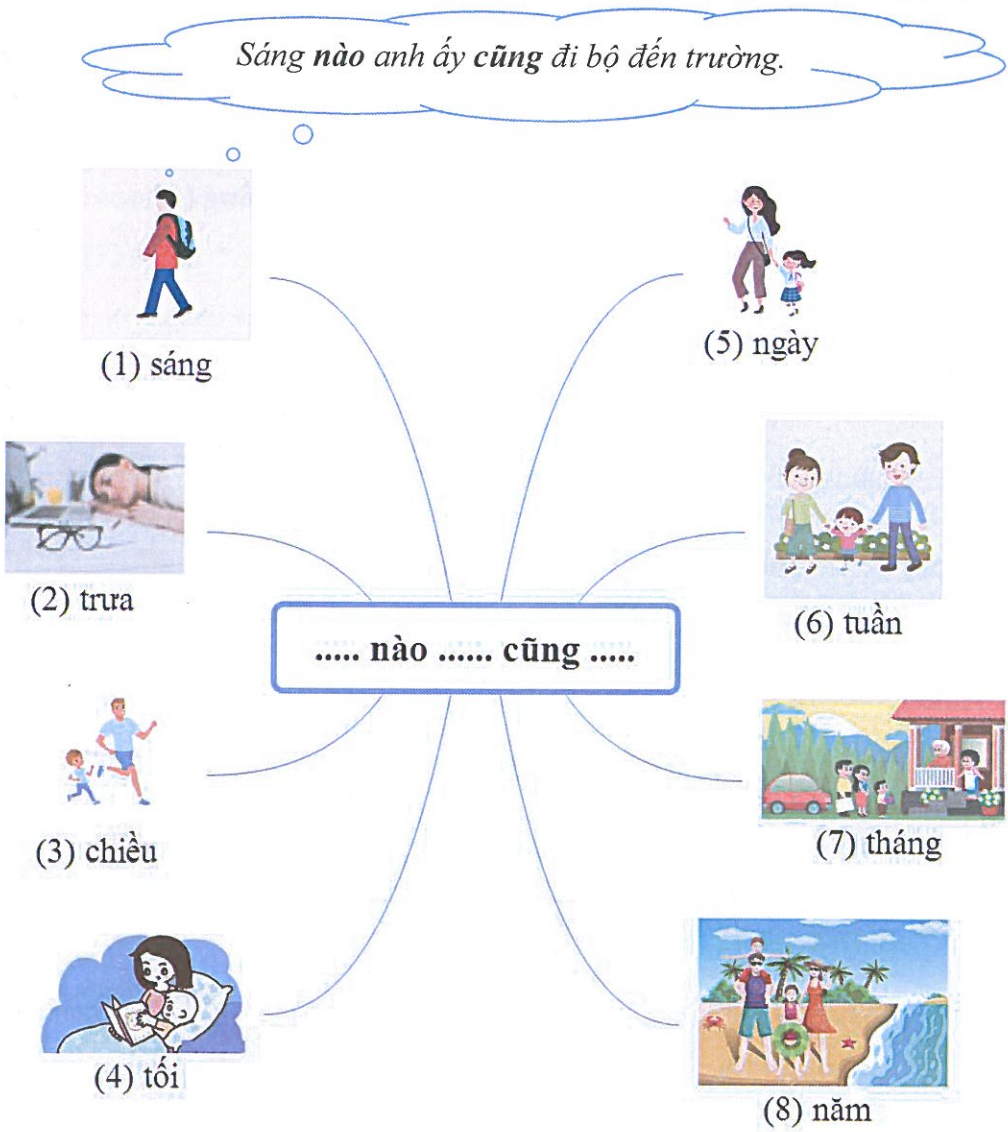 Sáng nào anh ấy cũng đi bộ đến trường.
(1) sáng
(5) ngày
(2) trưa
(6) tuần
..... nào ...... cũng .....
(3) chiều
(7) tháng
(4) tối
(8) năm